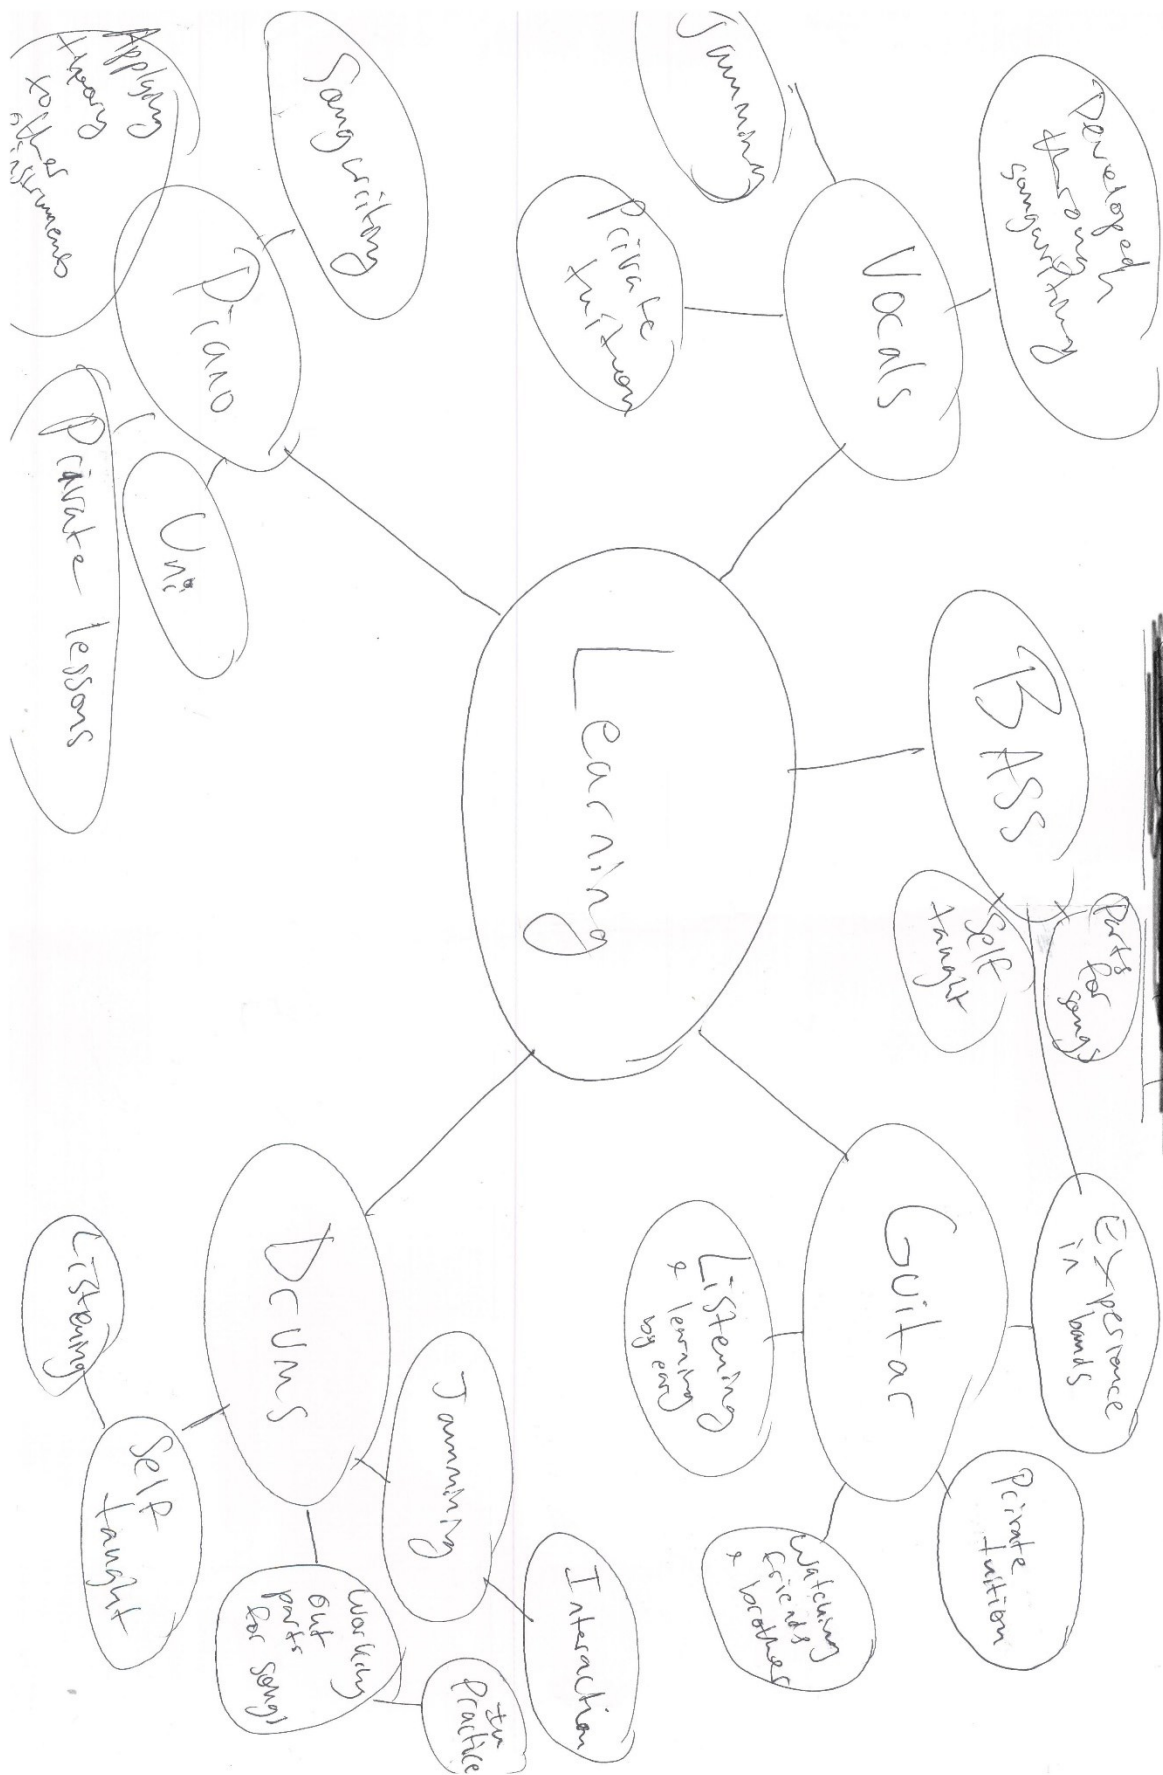 Developed
through
songwriting
Jamming
Vocals
Private
tuition
Songwriting
Applying
theory
to other
instruments
Piano
Uni
Private lessons
BASS
Parts
for
songs
Self
taught
Learning
Experiance
in bands
Guitar
Private
tuition
Listening
& learning
by ear
Watching
friends
& brother
Drums
Jamming
Interaction
Working
out
parts
for songs
In
Practice
Self
taught
Listening